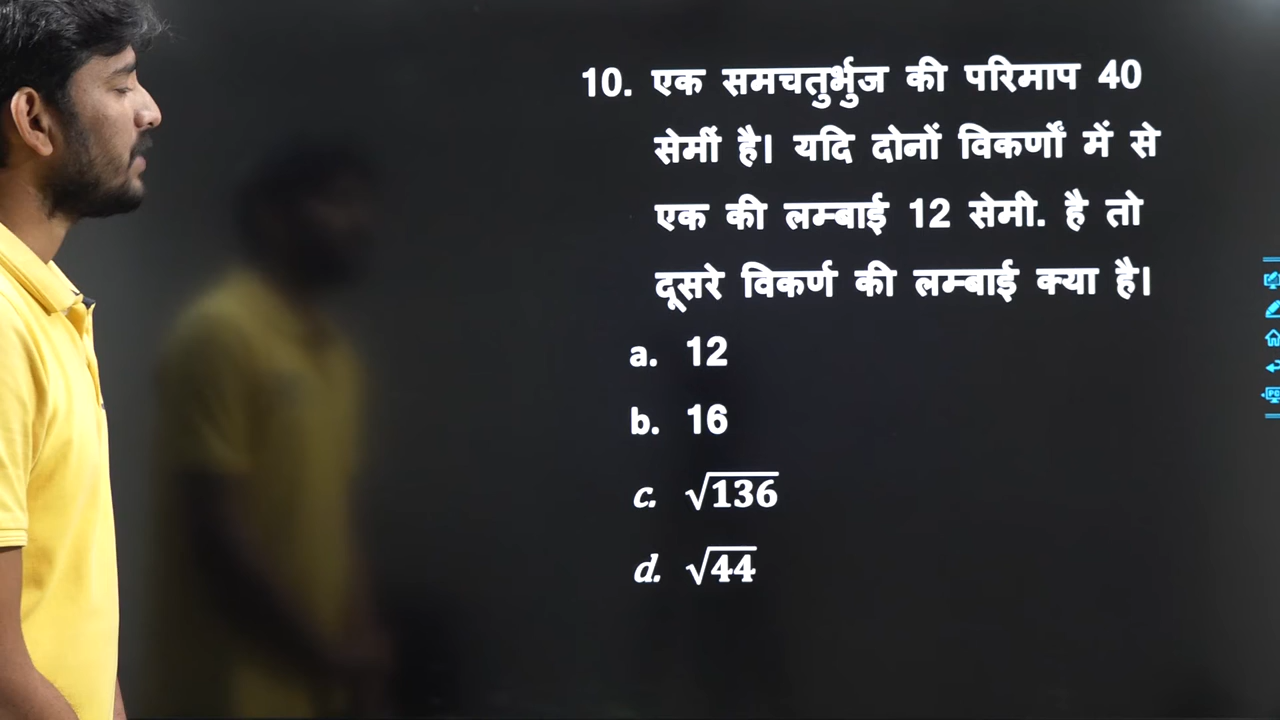 10. एक समचतुर्भुज की परिमाप 40
सेमीं है। यदि दोनों विकर्णों में से
एक की लम्बाई 12 सेमी. है तो
दूसरे विकर्ण की लम्बाई क्या है।
a. 12
b. 16
c. √136
d. √44